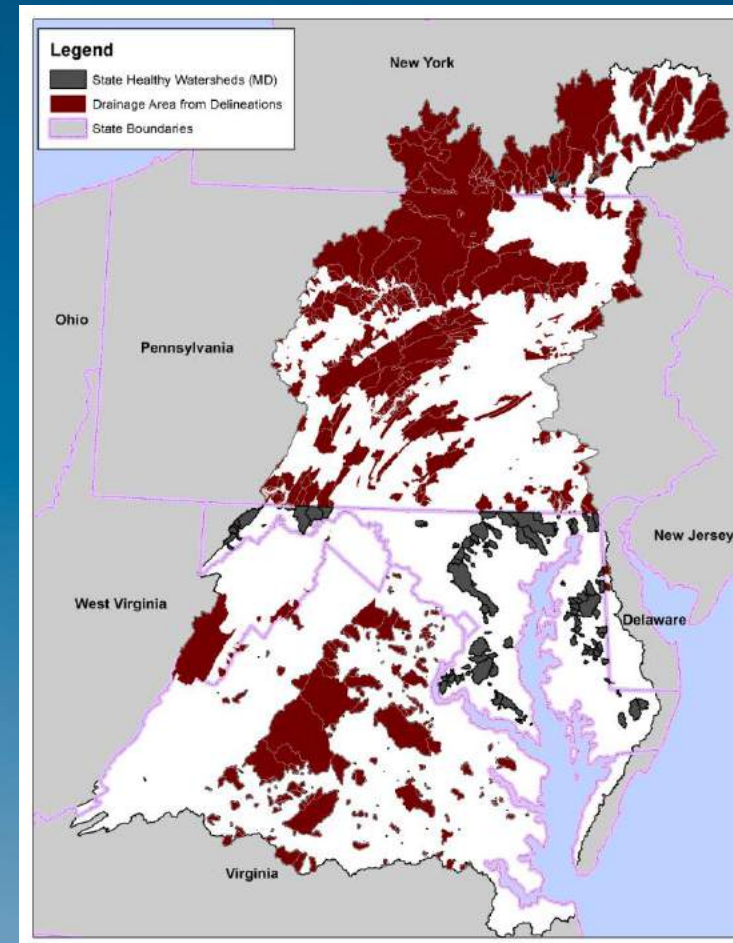 Legend
State Healthy Watersheds (MD)
Drainage Area from Delineations
State Boundaries
New York
Ohio
Pennsylvania
New Jersey
West Virginia
Delaware
Virginia